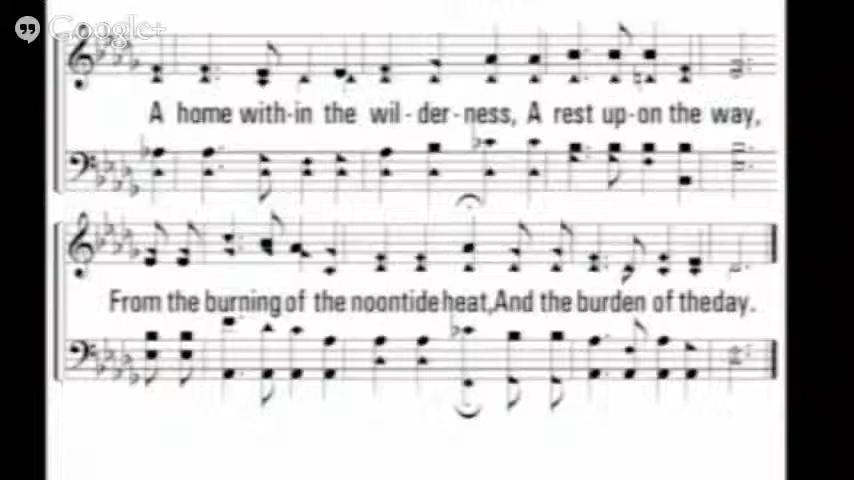 Google+
A home with-in the wil-der-ness, A rest up-on the way,
From the burning of the noontide heat, And the burden of the day.